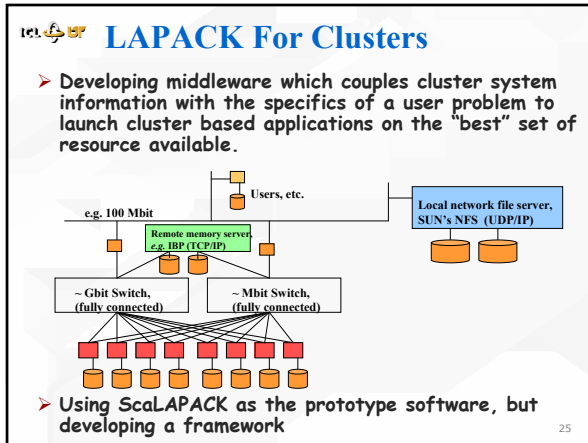 ICL UT
LAPACK For Clusters
➢ Developing middleware which couples cluster system
information with the specifics of a user problem to
launch cluster based applications on the “best” set of
resource available.
Users, etc.
e.g. 100 Mbit
Local network file server,
SUN's NFS (UDP/IP)
Remote memory server,
e.g. IBP (TCP/IP)
~ Gbit Switch,
(fully connected)
~ Mbit Switch,
(fully connected)
➢ Using ScaLAPACK as the prototype software, but
developing a framework
25